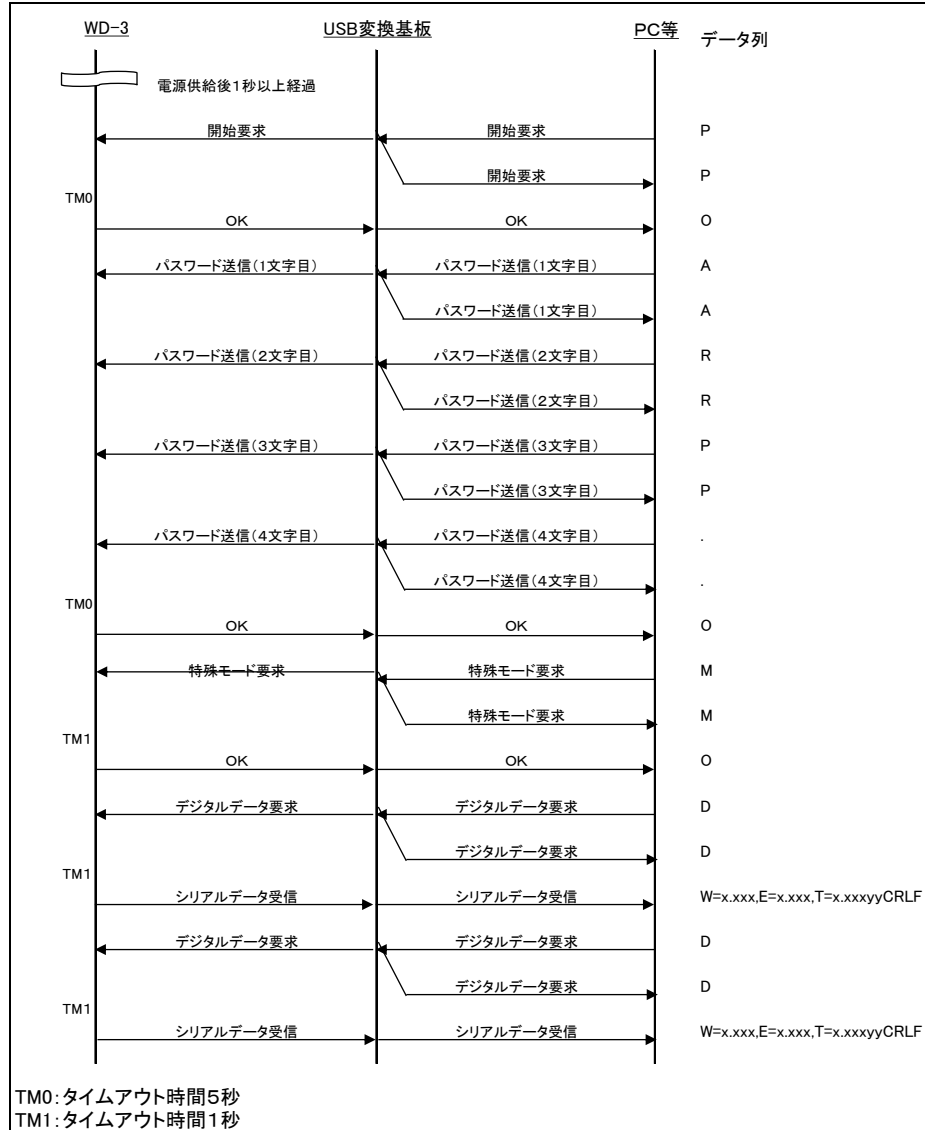 WD-3 USB変換基板 PC等 データ列
電源供給後1秒以上経過
開始要求 開始要求 P
開始要求 P
TM0
OK OK O
パスワード送信(1文字目) パスワード送信(1文字目) A
パスワード送信(1文字目) A
パスワード送信(2文字目) パスワード送信(2文字目) R
パスワード送信(2文字目) R
パスワード送信(3文字目) パスワード送信(3文字目) P
パスワード送信(3文字目) P
パスワード送信(4文字目) パスワード送信(4文字目) .
パスワード送信(4文字目) .
TM0
OK OK O
特殊モード要求 特殊モード要求 M
特殊モード要求 M
TM1
OK OK O
デジタルデータ要求 デジタルデータ要求 D
デジタルデータ要求 D
TM1
シリアルデータ受信 シリアルデータ受信 W=x.xxx,E=x.xxx,T=x.xxxyyCRLF
デジタルデータ要求 デジタルデータ要求 D
デジタルデータ要求 D
TM1
シリアルデータ受信 シリアルデータ受信 W=x.xxx,E=x.xxx,T=x.xxxyyCRLF
TM0:タイムアウト時間5秒
TM1:タイムアウト時間1秒